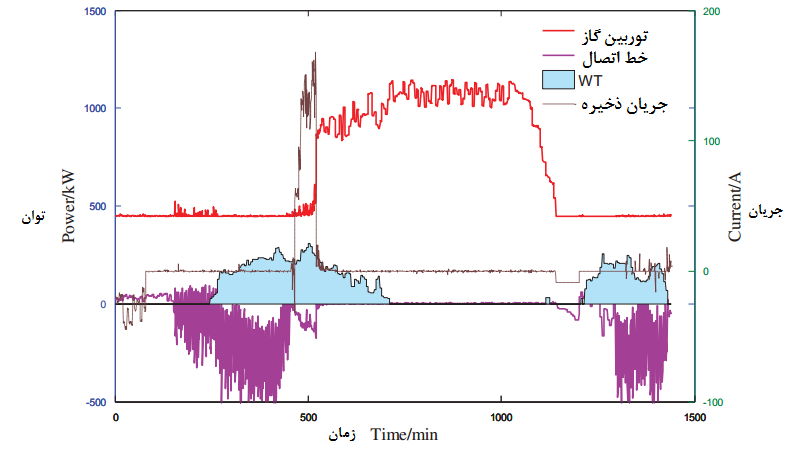 1500
1000
500
0
-500
توان
Power/kW
توربین گاز
خط اتصال
WT
جریان ذخیره
200
100
0
-100
Current/A
جریان
0
500
1000
1500
زمان
Time/min